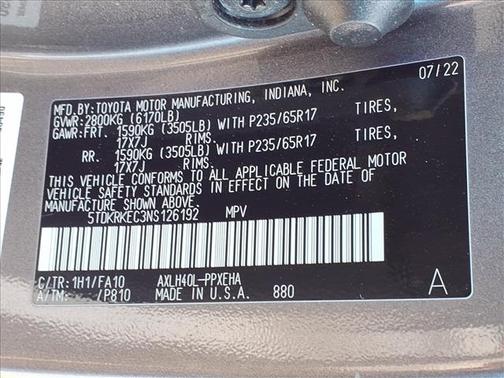 MFD.BY:TOYOTA MOTOR MANUFACTURING, INDIANA, INC. 07/22
GVWR:2800KG (6170LB)
GAWR:FRT. 1590KG (3505LB) WITH P235/65R17 TIRES,
17X7J RIMS
RR. 1590KG (3505LB) WITH P235/65R17 TIRES,
17X7J RIMS
THIS VEHICLE CONFORMS TO ALL APPLICABLE FEDERAL MOTOR
VEHICLE SAFETY STANDARDS IN EFFECT ON THE DATE OF
MANUFACTURE SHOWN ABOVE.
5TDKRKEC3NS126192 MPV
C/TR:1H1/FA10 AXLH40L-PPXEHA
A/TM: /P810 MADE IN U.S.A. 880 A